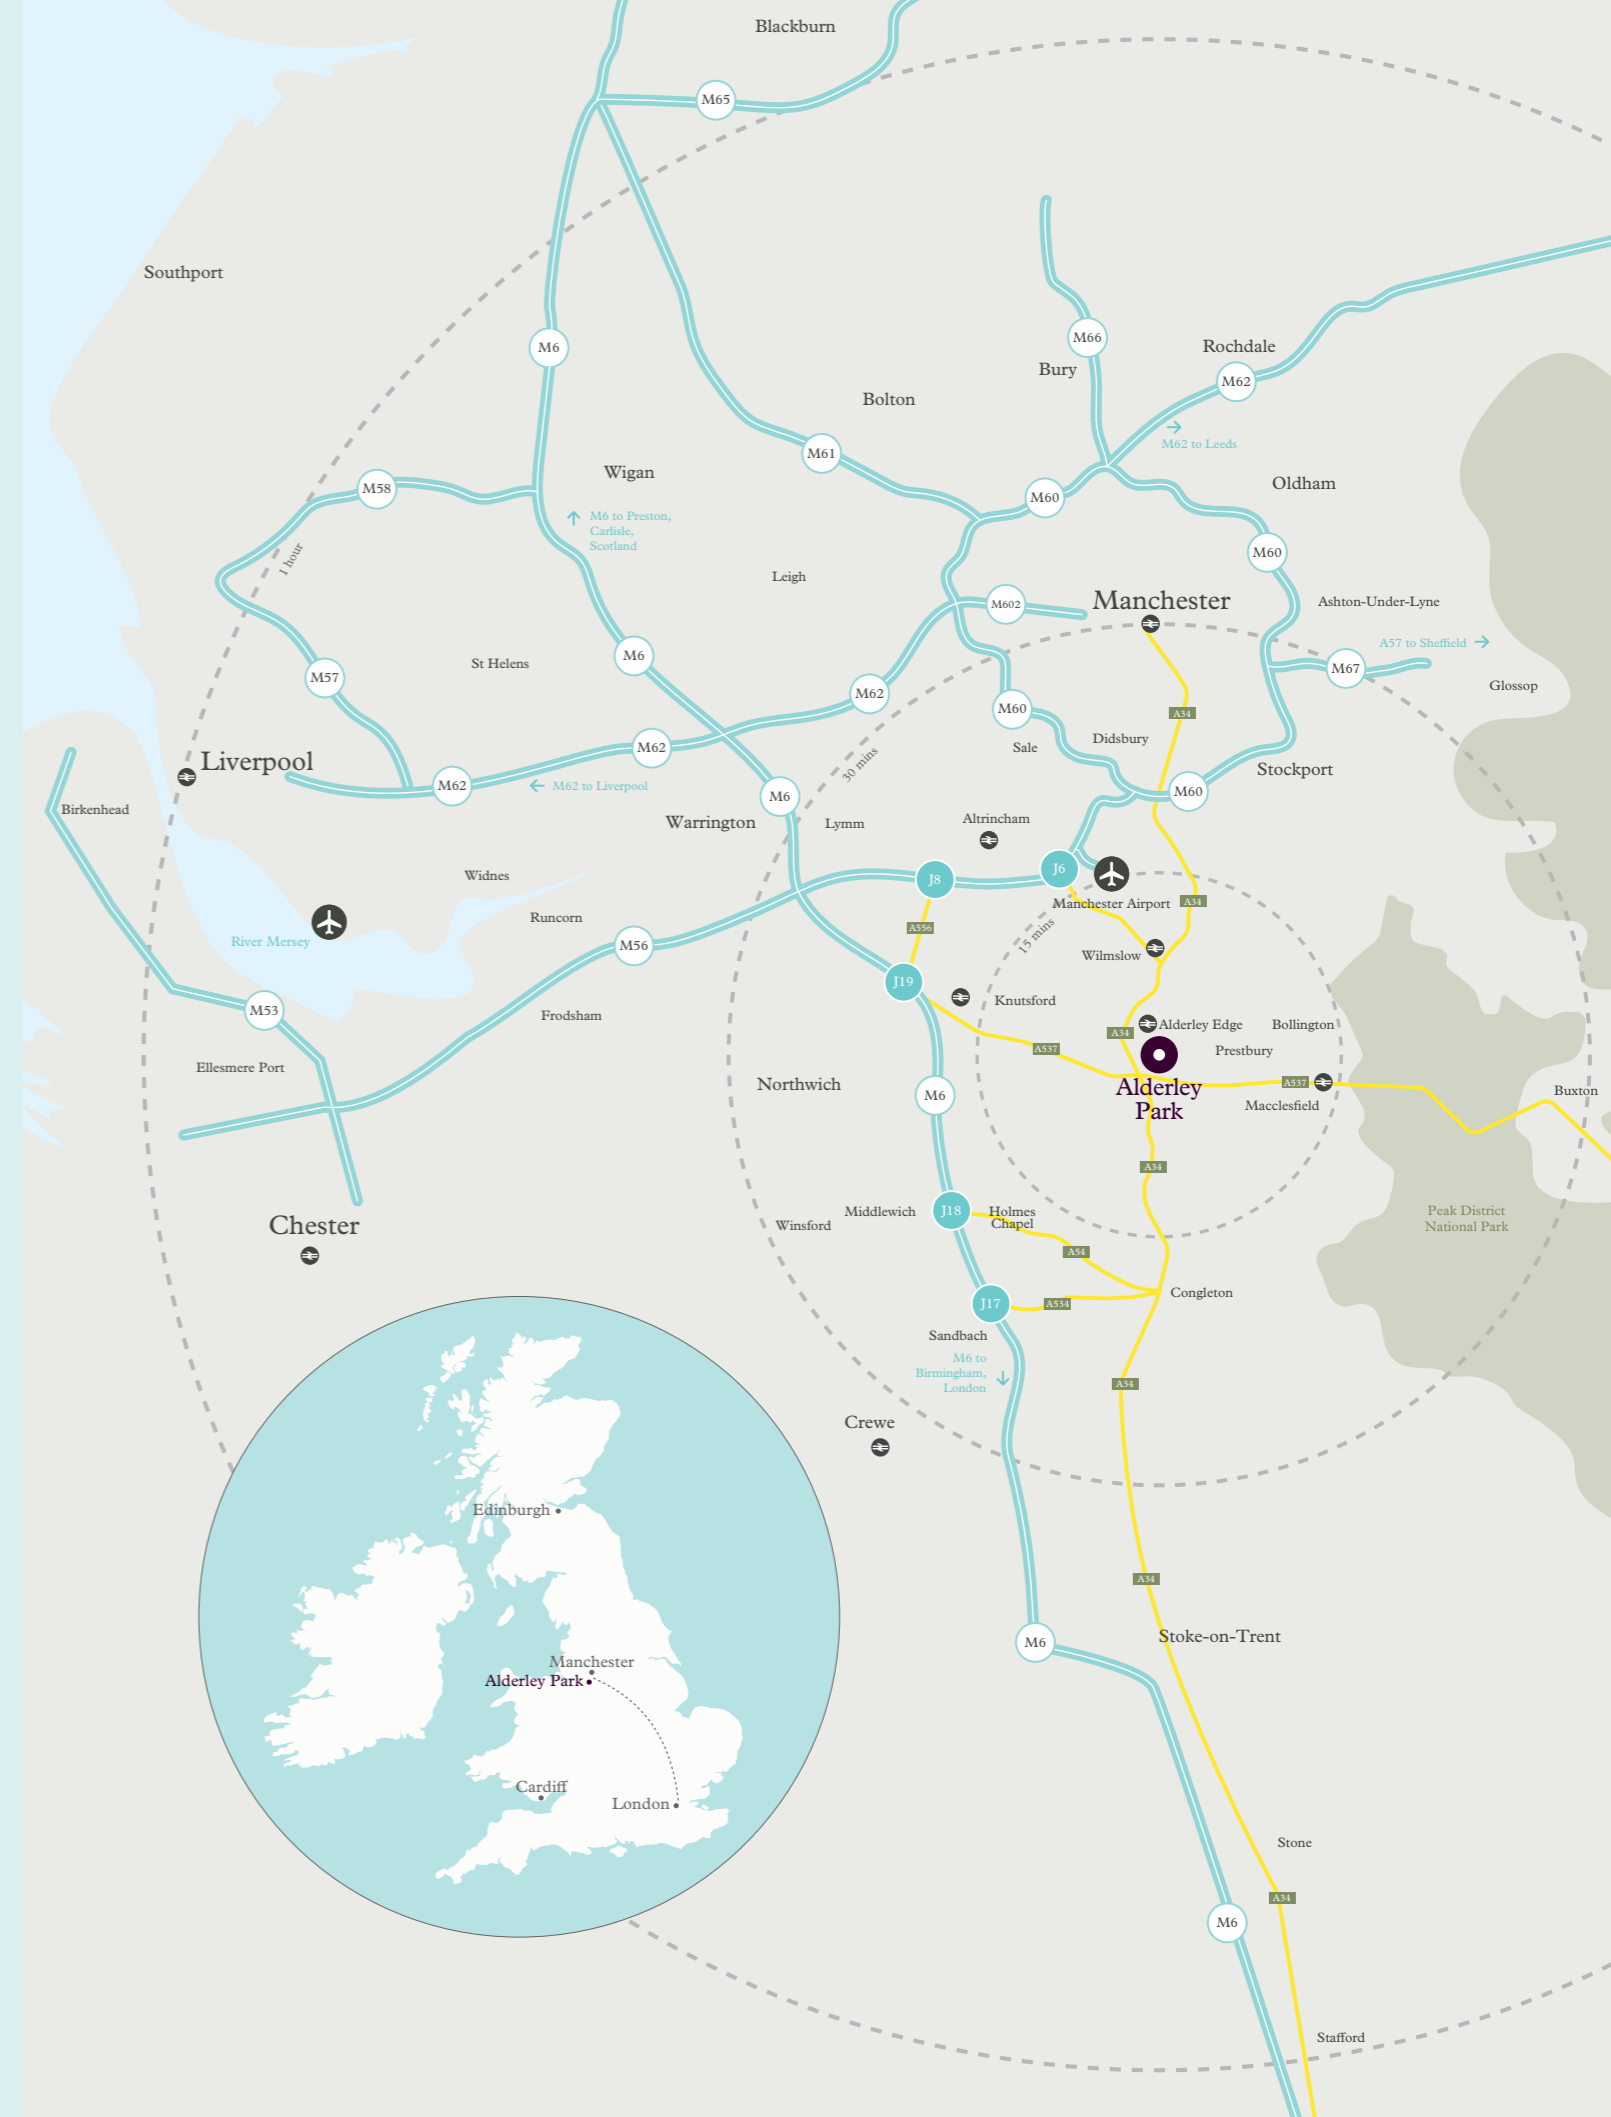 Blackburn
M65
Southport
M6
M66
Rochdale
Bury
M62
Bolton
M62 to Leeds
M61
Wigan
M58
Oldham
M60
M6 to Preston,
Carlisle,
Scotland
M60
1 hour
Leigh
M602
Manchester
Ashton-Under-Lyne
A57 to Sheffield
M6
St Helens
M67
M57
Glossop
M62
M60
A34
Didsbury
Sale
M62
Liverpool
30 mins
Stockport
M62
M62 to Liverpool
M60
M6
Birkenhead
Warrington
Lymm
Altrincham
J6
Widnes
J8
Manchester Airport
A34
Runcorn
A556
15 mins
River Mersey
M56
Wilmslow
J19
Knutsford
M53
Frodsham
Alderley Edge
Bollington
A34
A537
Prestbury
Ellesmere Port
Northwich
Alderley
Park
A537
Buxton
M6
Macclesfield
A34
Middlewich
J18
Holmes
Chapel
Peak District
National Park
Winsford
Chester
A54
Congleton
J17
A534
Sandbach
M6 to
Birmingham,
London
A34
Crewe
Edinburgh
A34
Stoke-on-Trent
M6
Manchester
Alderley Park
Cardiff
London
Stone
A34
M6
Stafford